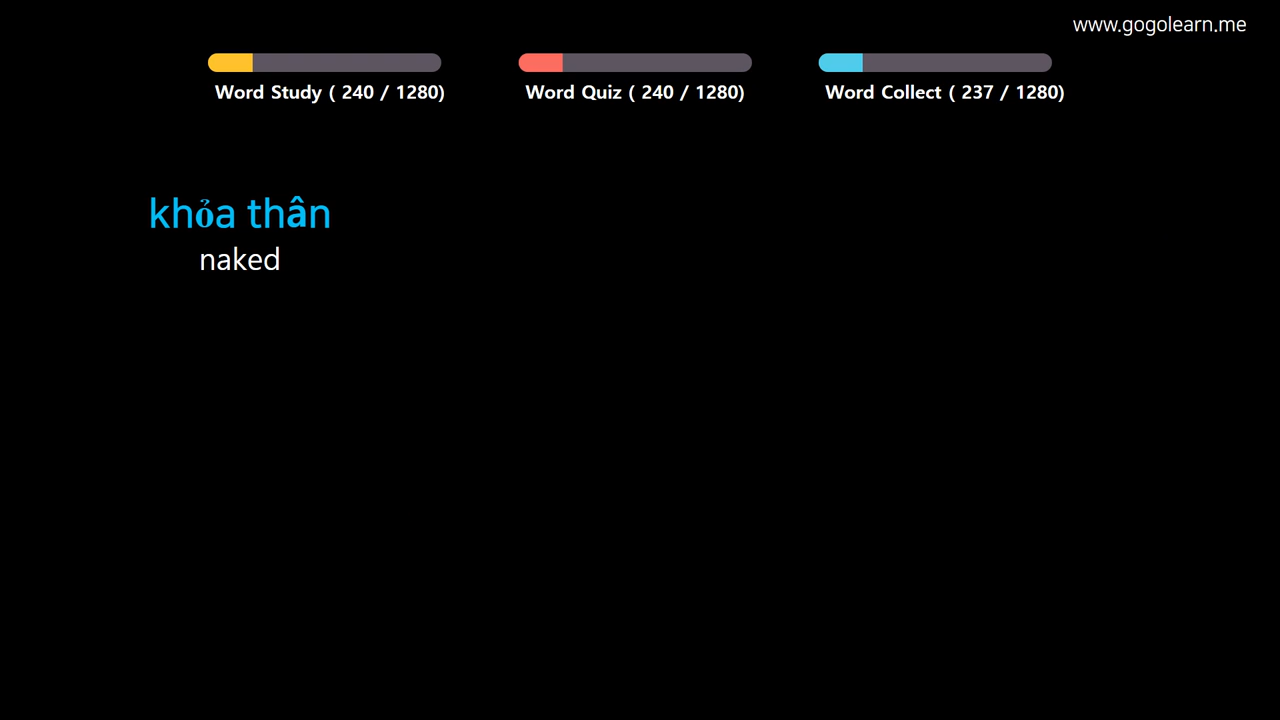 www.gogolearn.me
Word Study ( 240 / 1280)
Word Quiz ( 240 / 1280)
Word Collect ( 237 / 1280)
khỏa thân
naked